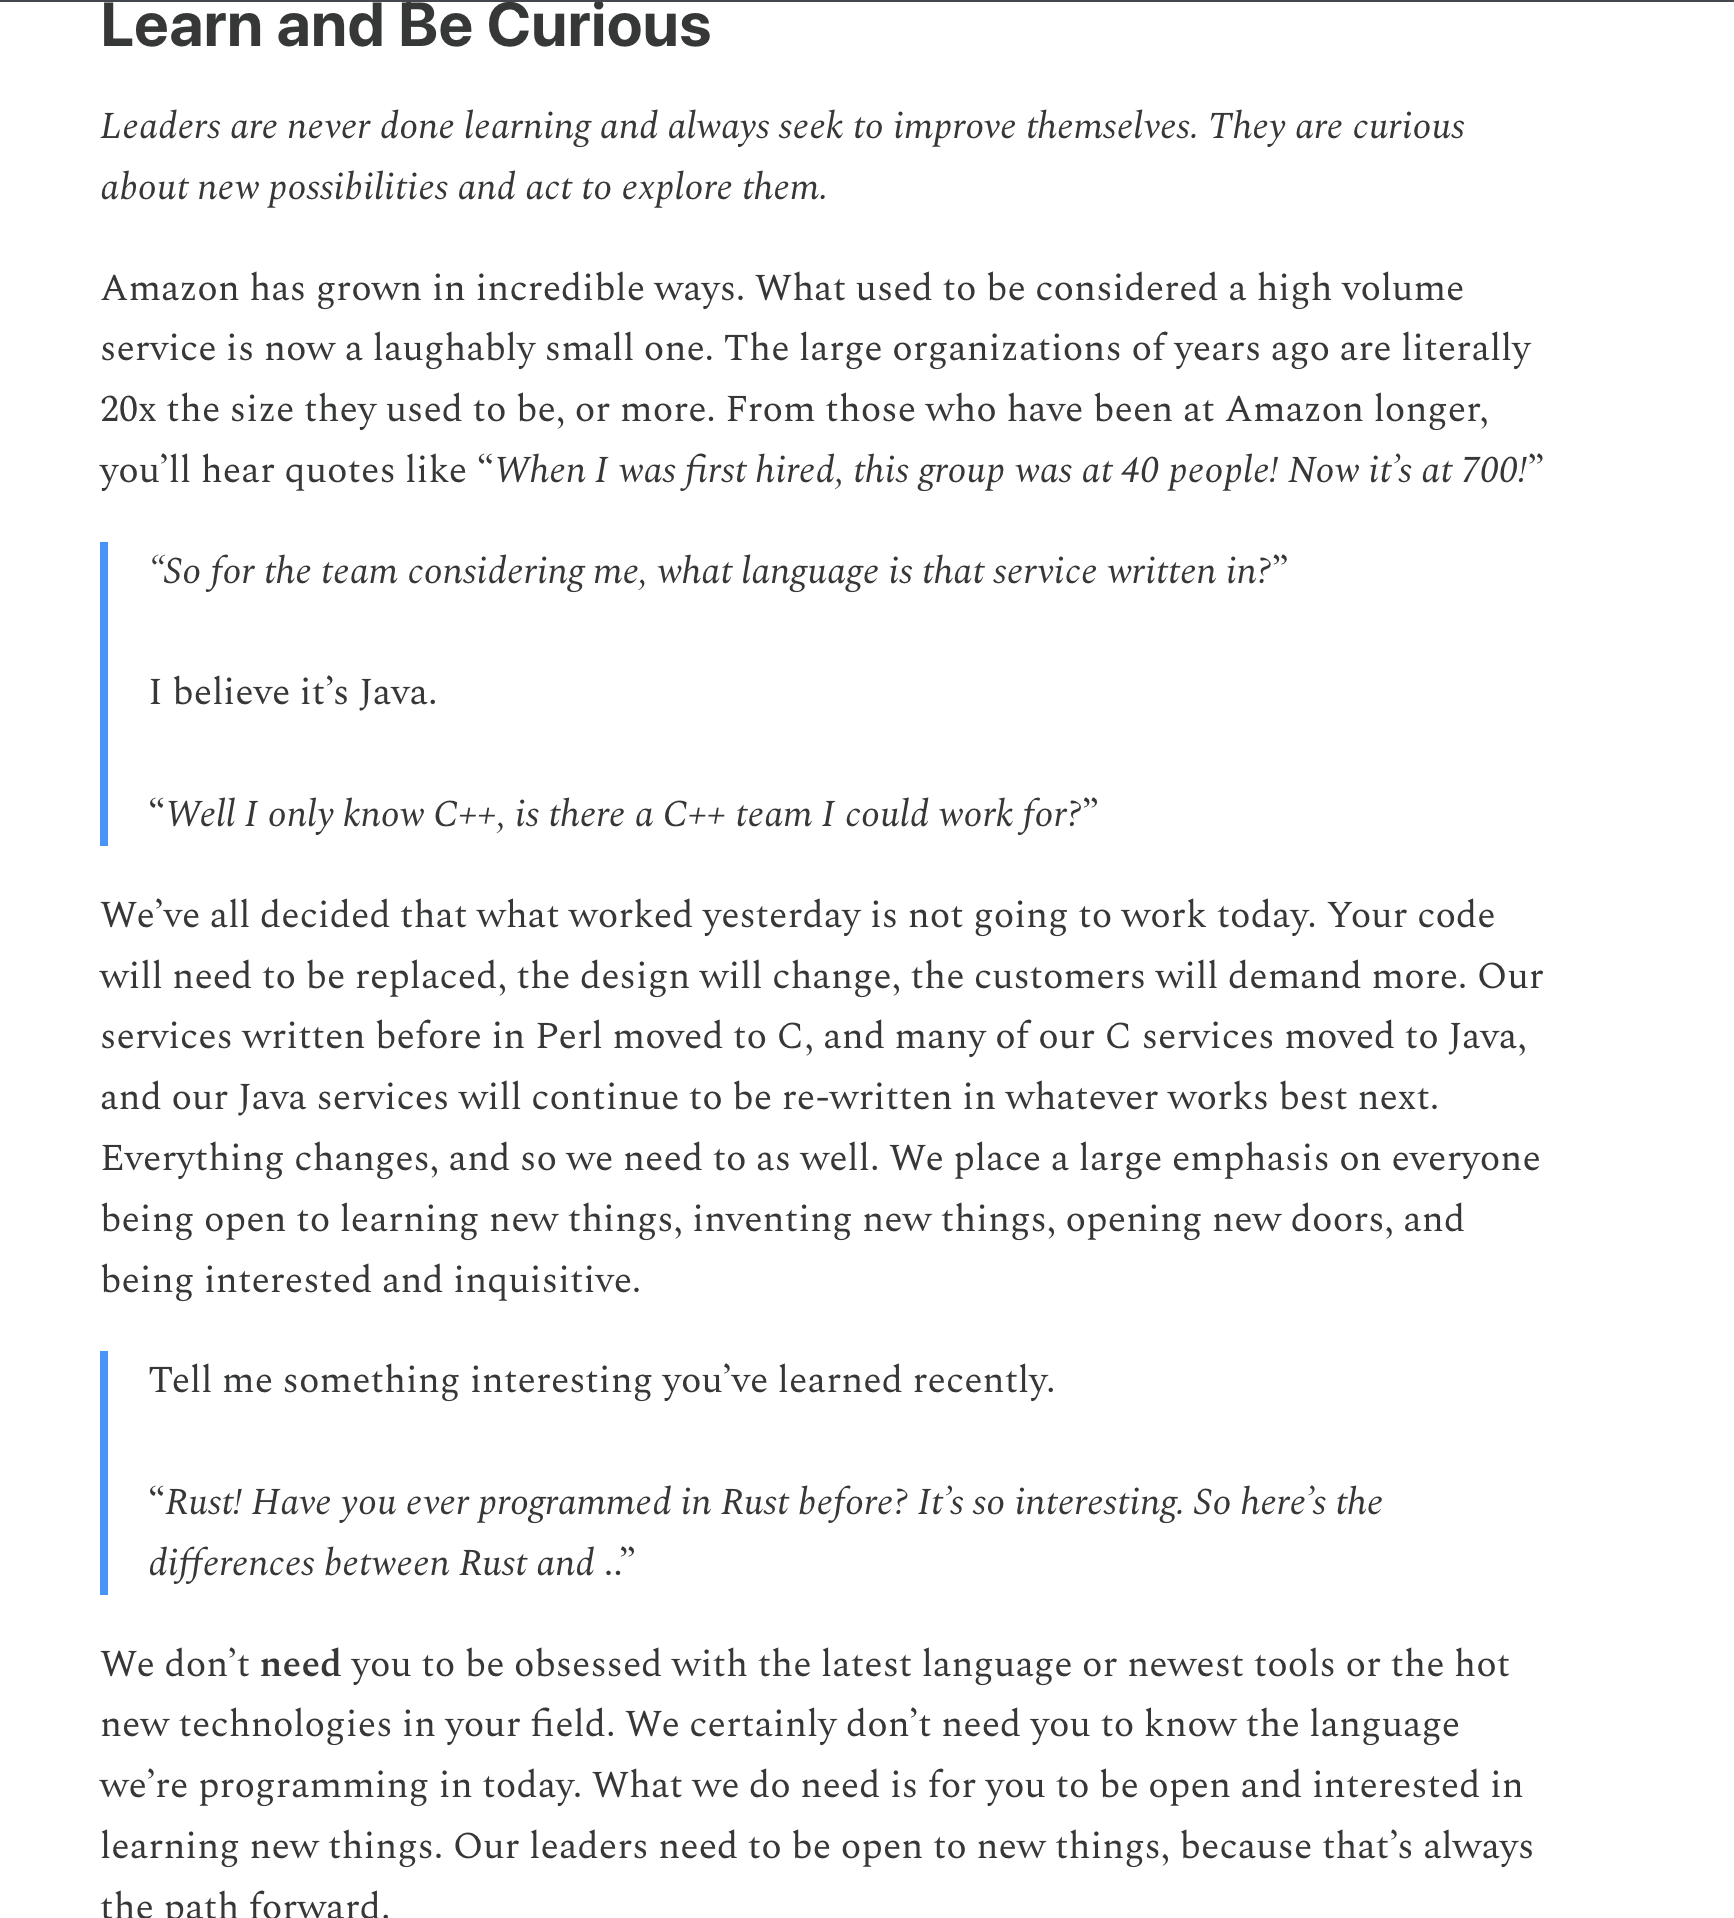 Learn and Be Curious
Leaders are never done learning and always seek to improve themselves. They are curious
about new possibilities and act to explore them.
Amazon has grown in incredible ways. What used to be considered a high volume
service is now a laughably small one. The large organizations of years ago are literally
20x the size they used to be, or more. From those who have been at Amazon longer,
you’ll hear quotes like “When I was first hired, this group was at 40 people! Now it’s at 700!”
“So for the team considering me, what language is that service written in?”
I believe it’s Java.
“Well I only know C++, is there a C++ team I could work for?”
We’ve all decided that what worked yesterday is not going to work today. Your code
will need to be replaced, the design will change, the customers will demand more. Our
services written before in Perl moved to C, and many of our C services moved to Java,
and our Java services will continue to be re-written in whatever works best next.
Everything changes, and so we need to as well. We place a large emphasis on everyone
being open to learning new things, inventing new things, opening new doors, and
being interested and inquisitive.
Tell me something interesting you’ve learned recently.
“Rust! Have you ever programmed in Rust before? It’s so interesting. So here’s the
differences between Rust and ..”
We don’t need you to be obsessed with the latest language or newest tools or the hot
new technologies in your field. We certainly don’t need you to know the language
we’re programming in today. What we do need is for you to be open and interested in
learning new things. Our leaders need to be open to new things, because that’s always
the path forward.